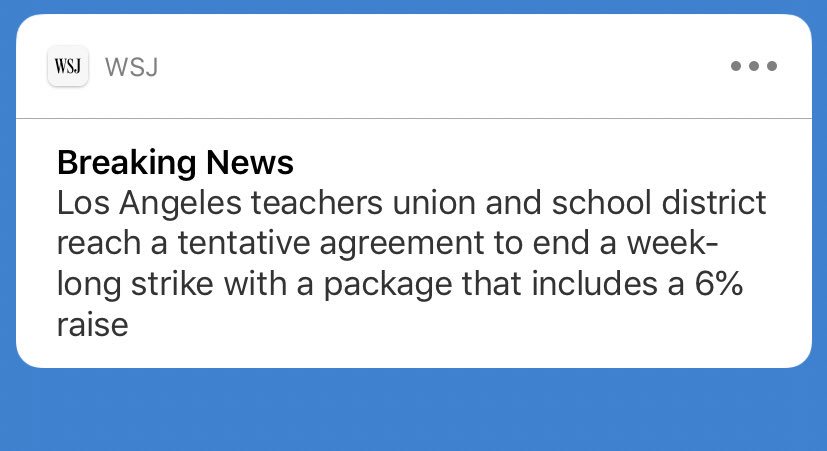 WSJ WSJ
Breaking News
Los Angeles teachers union and school district
reach a tentative agreement to end a week-
long strike with a package that includes a 6%
raise